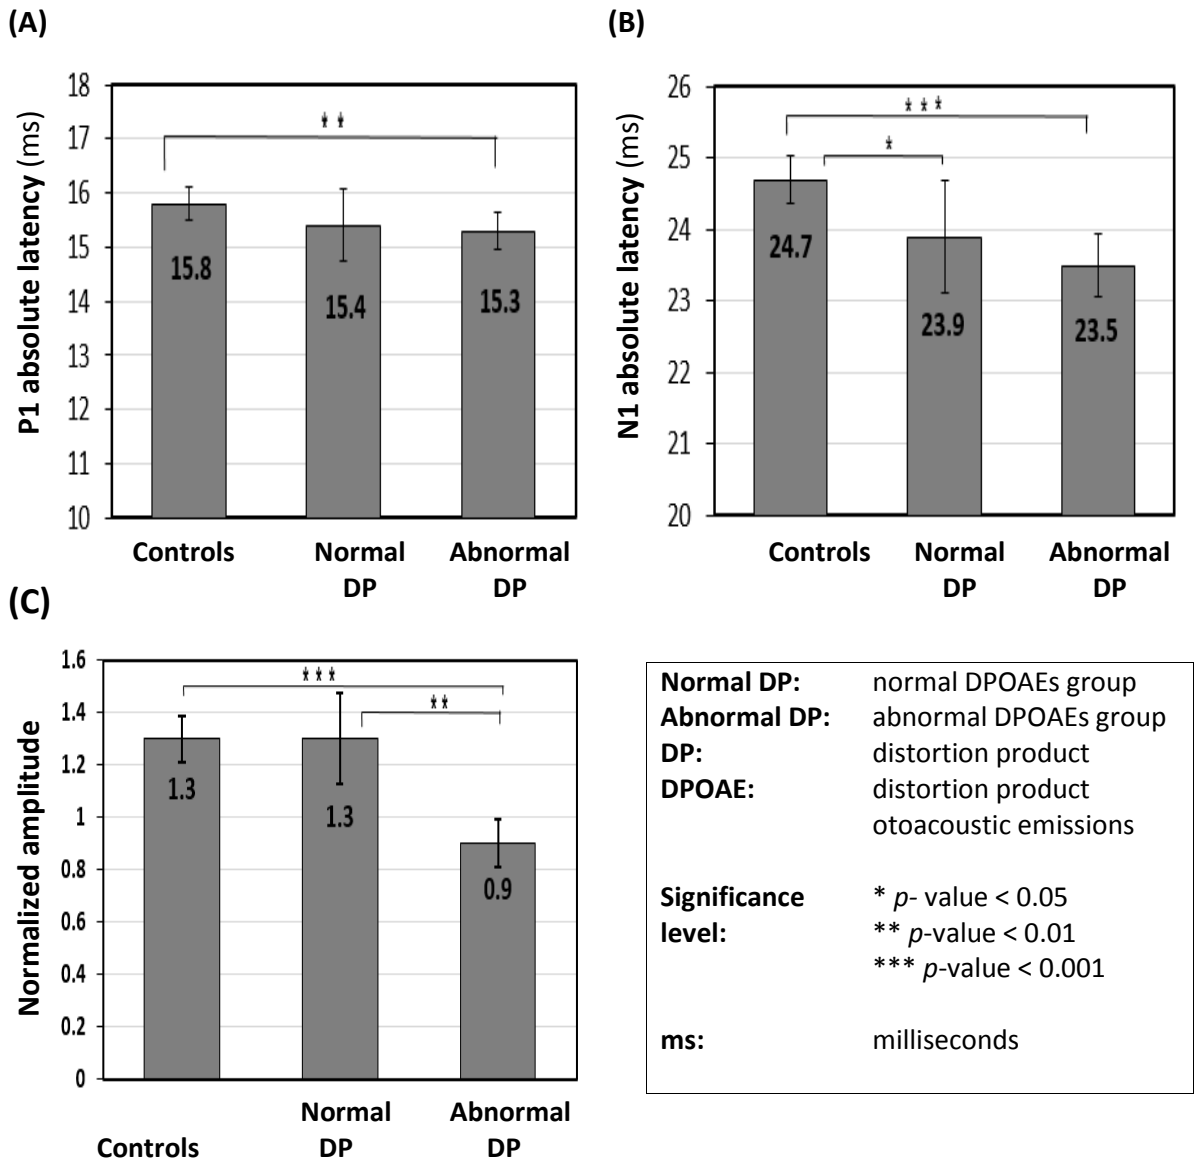 (A)
P1 absolute latency (ms)
18
17
16
15
14
13
12
11
10
**
15.8
15.4
15.3
Controls
Normal
DP
Abnormal
DP
(B)
N1 absolute latency (ms)
26
25
24
23
22
21
20
***
*
24.7
23.9
23.5
Controls
Normal
DP
Abnormal
DP
(C)
Normalized amplitude
1.6
1.4
1.2
1
0.8
0.6
0.4
0.2
0
***
**
1.3
1.3
0.9
Controls
Normal
DP
Abnormal
DP
Normal DP: normal DPOAEs group
Abnormal DP: abnormal DPOAEs group
DP: distortion product
DPOAE: distortion product
otoacoustic emissions
Significance * p- value < 0.05
level: ** p-value < 0.01
*** p-value < 0.001
ms: milliseconds